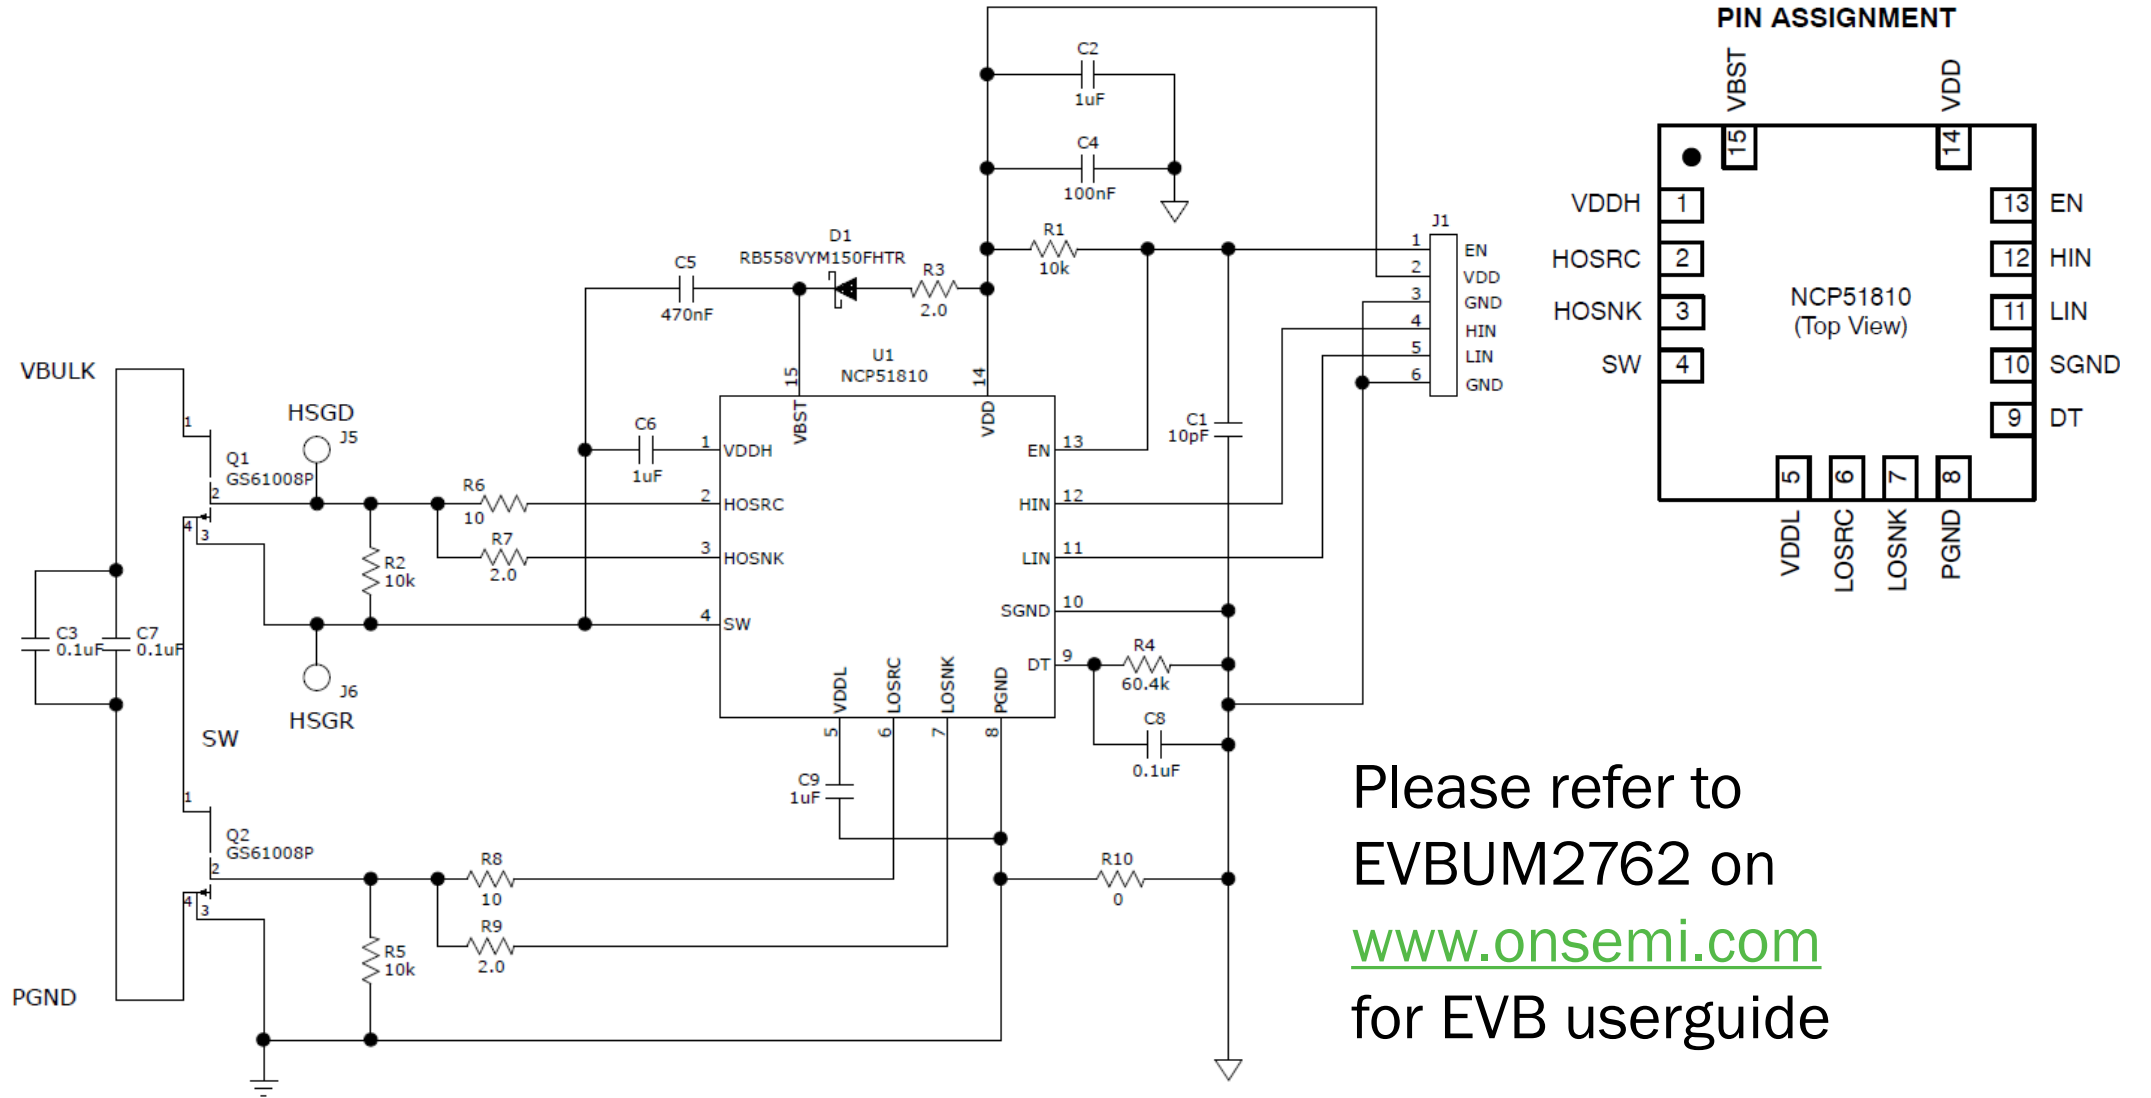 PIN ASSIGNMENT
VBST
VDD
15
14
VDDH 1
13 EN
HOSRC 2
12 HIN
HOSNK 3
11 LIN
SW 4
10 SGND
9 DT
NCP51810
(Top View)
5 6 7 8
VDDL
LOSRC
LOSNK
PGND
C2
1uF
C4
100nF
R1
10k
D1
RB558VYM150FHTR
R3
2.0
C5
470nF
J1
1 EN
2 VDD
3 GND
4 HIN
5 LIN
6 GND
U1
NCP51810
15
VBST
14
VDD
C6
1uF
1 VDDH
2 HOSRC
3 HOSNK
4 SW
EN 13
HIN 12
LIN 11
SGND 10
DT 9
VDDL
LOSRC
LOSNK
PGND
5
6
7
8
C1
10pF
VBULK
HSGD
J5
1
Q1
GS61008P
2
4
3
R6
10
R7
2.0
R2
10k
C3
0.1uF
C7
0.1uF
J6
HSGR
SW
R4
60.4k
C8
0.1uF
C9
1uF
1
Q2
GS61008P
2
4
3
R8
10
R9
2.0
R5
10k
R10
0
PGND
Please refer to
EVBUM2762 on
www.onsemi.com
for EVB userguide